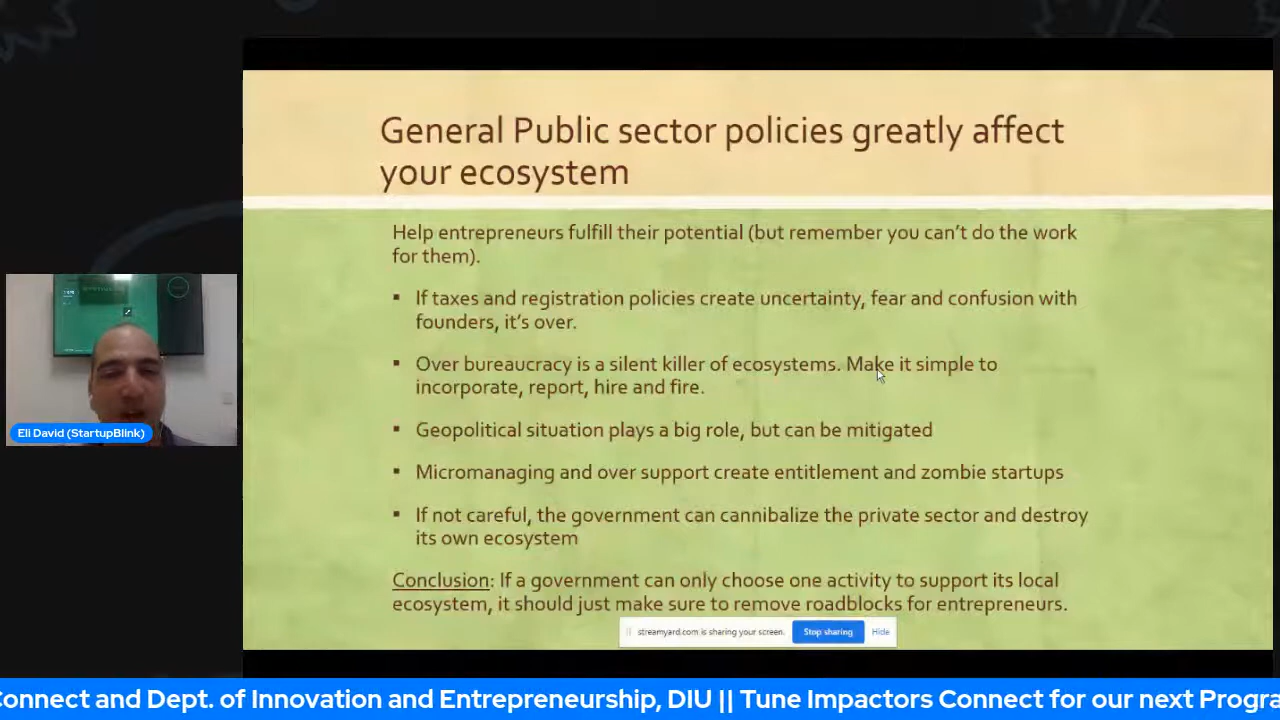 General Public sector policies greatly affect
your ecosystem
Help entrepreneurs fulfill their potential (but remember you can't do the work
for them).
▪ If taxes and registration policies create uncertainty, fear and confusion with
founders, it's over.
▪ Over bureaucracy is a silent killer of ecosystems. Make it simple to
incorporate, report, hire and fire.
▪ Geopolitical situation plays a big role, but can be mitigated
▪ Micromanaging and over support create entitlement and zombie startups
▪ If not careful, the government can cannibalize the private sector and destroy
its own ecosystem
Conclusion: If a government can only choose one activity to support its local
ecosystem, it should just make sure to remove roadblocks for entrepreneurs.
streamyard.com is sharing your screen. Stop sharing Hide
Eli David (StartupBlink)
Connect and Dept. of Innovation and Entrepreneurship, DIU || Tune Impactors Connect for our next Progra